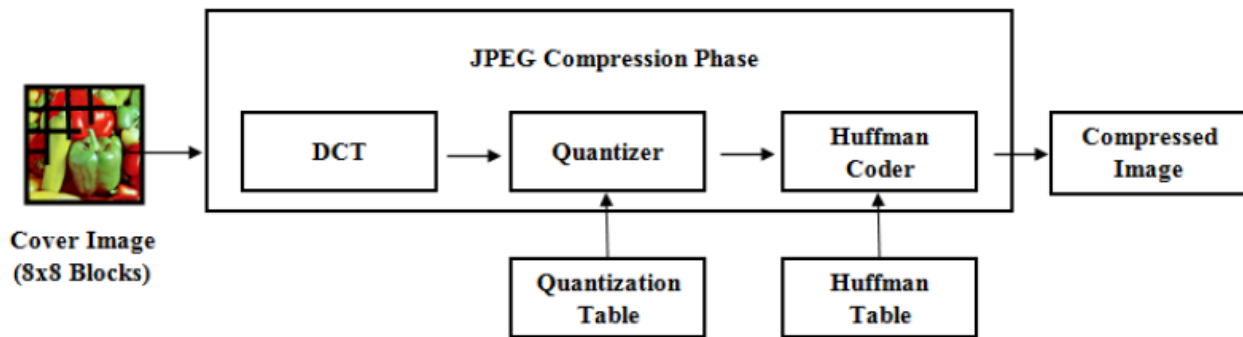 JPEG Compression Phase
DCT
Quantizer
Huffman
Coder
Compressed
Image
Cover Image
(8x8 Blocks)
Quantization
Table
Huffman
Table